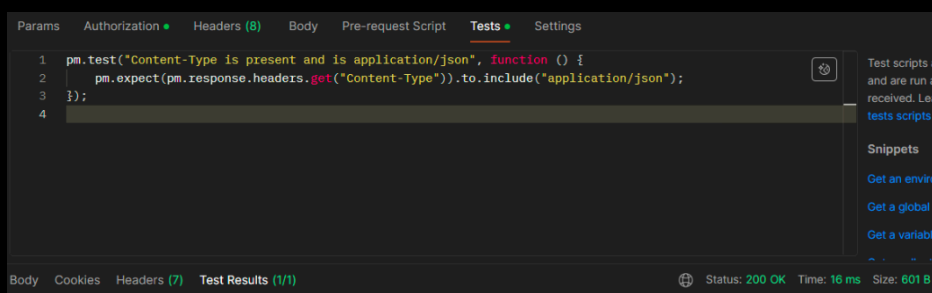 Params Authorization Headers (8) Body Pre-request Script Tests Settings
1 pm.test("Content-Type is present and is application/json", function () {
2 pm.expect(pm.response.headers.get("Content-Type")).to.include("application/json");
3 });
4
Test scripts
and are run
received.
tests scripts
Snippets
Get an
Get a global
Get a
Body Cookies Headers (7) Test Results (1/1) Status: 200 OK Time: 16 ms Size: 601 B